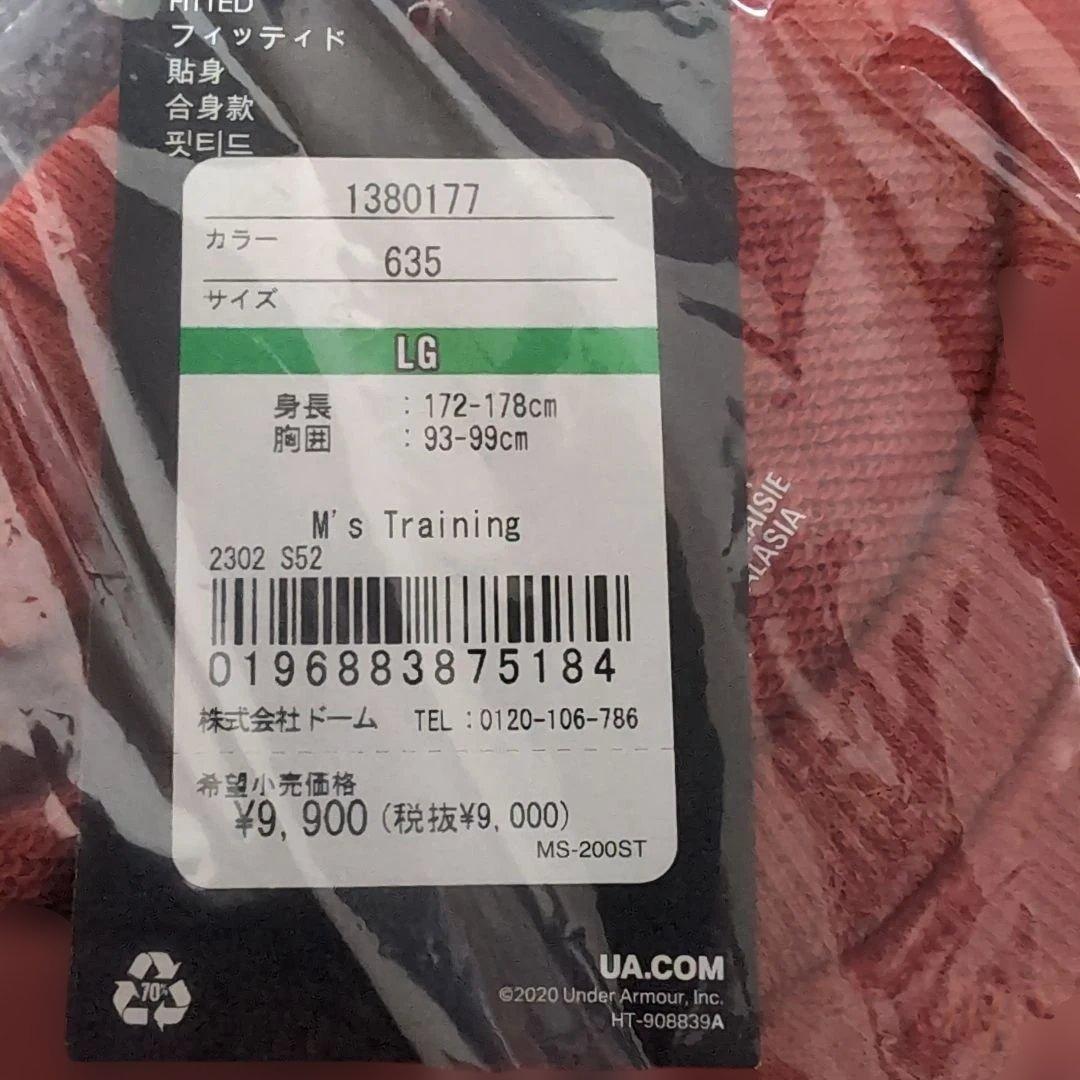 FITTED
フィッティド
貼身
合身款
핏티드
1380177
カラー
635
サイズ
LG
身長 : 172-178cm
胸囲 : 93-99cm
M's Training
2302 S52
0196883875184
株式会社ドーム TEL：0120-106-786
希望小売価格
¥9,900 (税抜¥9,000)
MS-200ST
70%
UA.COM
©2020 Under Armour, Inc.
HT-908839A
AISIE
ALASIA